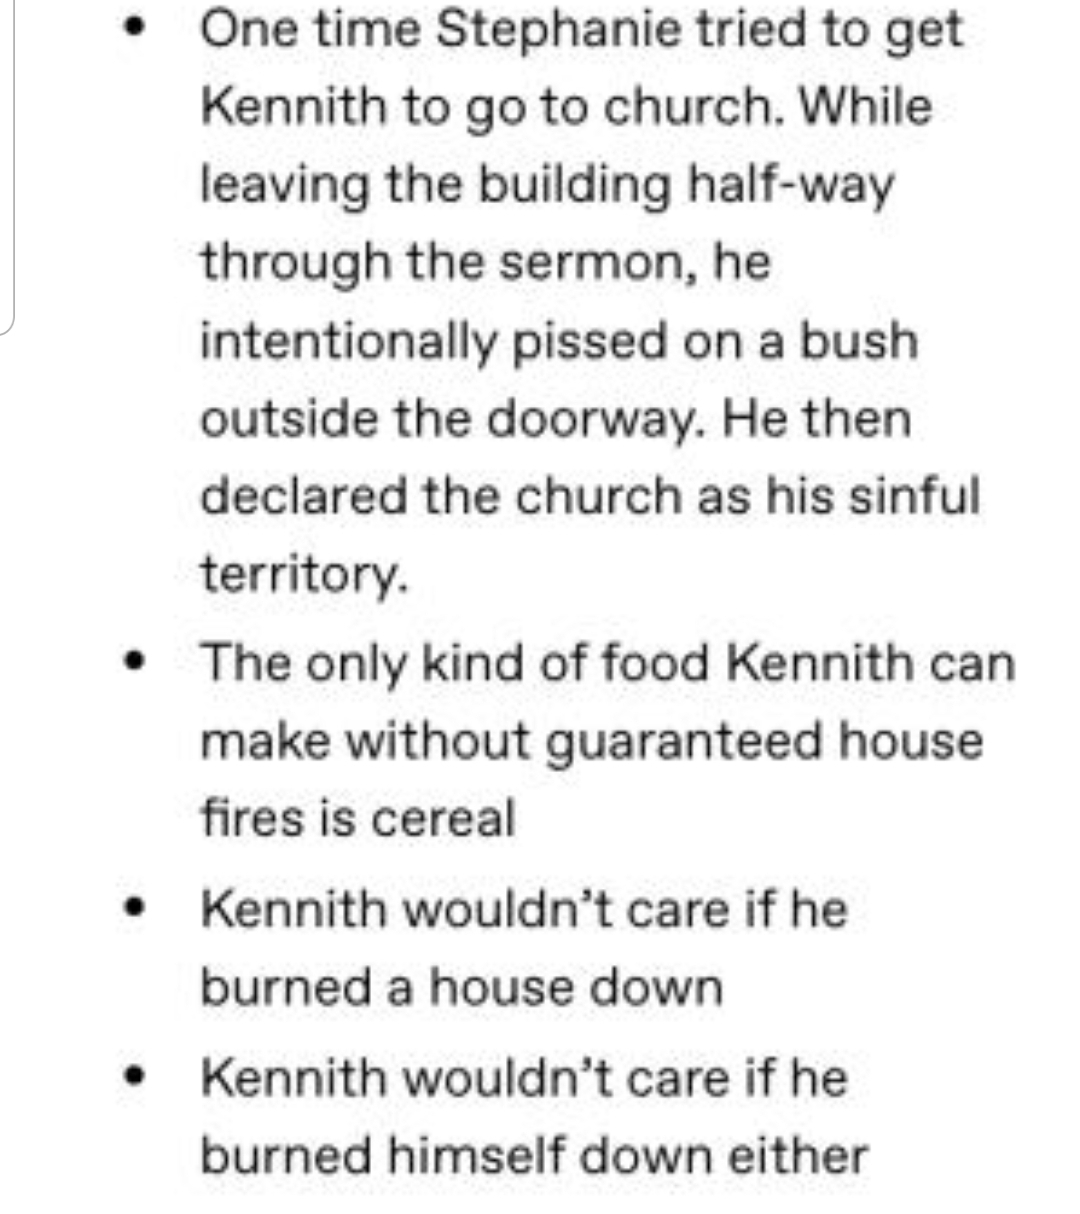 • One time Stephanie tried to get
Kennith to go to church. While
leaving the building half-way
through the sermon, he
intentionally pissed on a bush
outside the doorway. He then
declared the church as his sinful
territory.
• The only kind of food Kennith can
make without guaranteed house
fires is cereal
• Kennith wouldn’t care if he
burned a house down
• Kennith wouldn’t care if he
burned himself down either